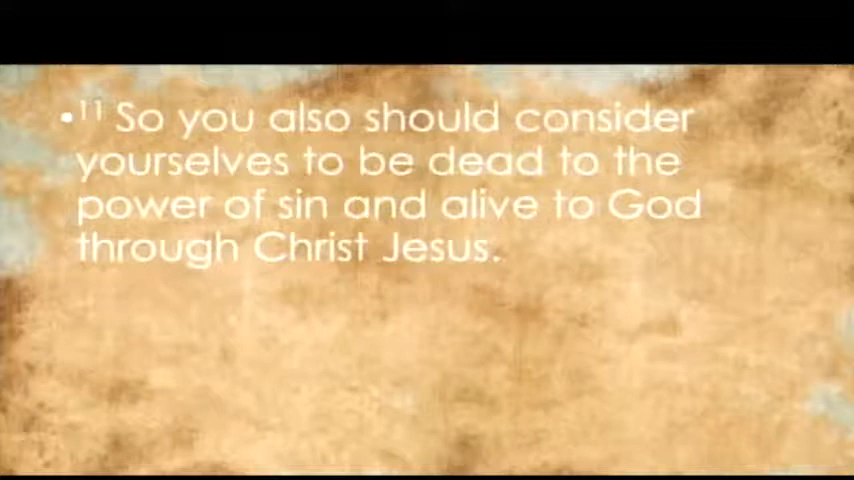 •¹¹ So you also should consider
yourselves to be dead to the
power of sin and alive to God
through Christ Jesus.